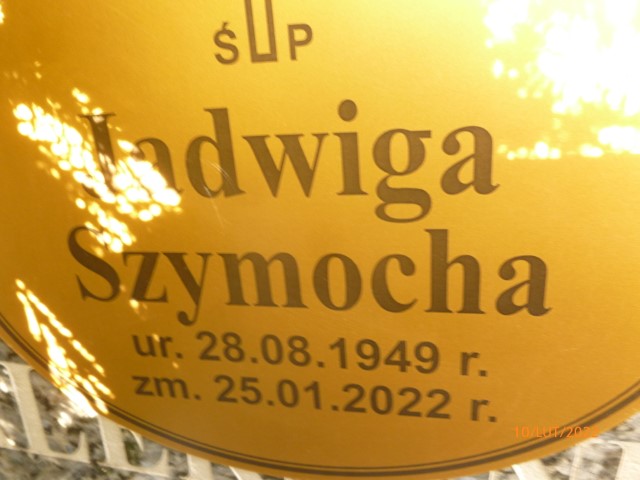 Ś P
Jadwiga
Szymocha
ur. 28.08.1949 r.
zm. 25.01.2022 r.